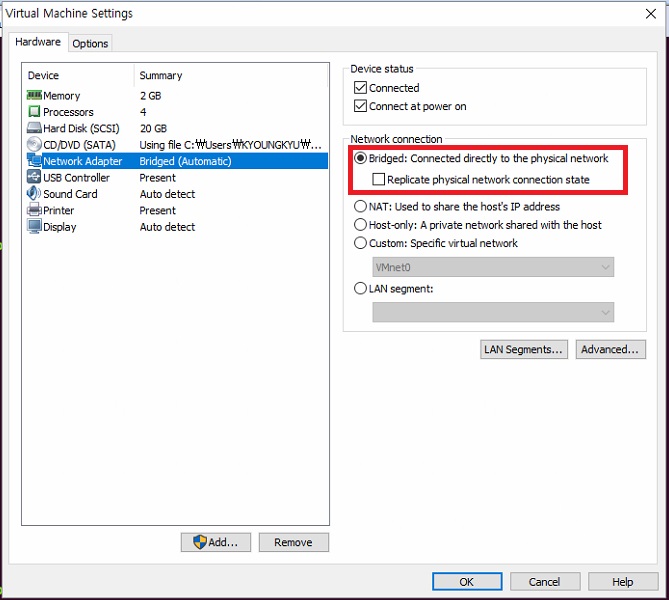 Virtual Machine Settings
Hardware Options
Device Summary
Memory 2 GB
Processors 4
Hard Disk (SCSI) 20 GB
CD/DVD (SATA) Using file C:₩Users₩KYOUNGKYU₩...
Network Adapter Bridged (Automatic)
USB Controller Present
Sound Card Auto detect
Printer Present
Display Auto detect
Add... Remove
Device status
Connected
Connect at power on
Network connection
Bridged: Connected directly to the physical network
Replicate physical network connection state
NAT: Used to share the host's IP address
Host-only: A private network shared with the host
Custom: Specific virtual network
VMnet0
LAN segment:
LAN Segments... Advanced...
OK Cancel Help